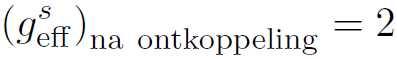 (g^s_eff)_na ontkoppeling = 2